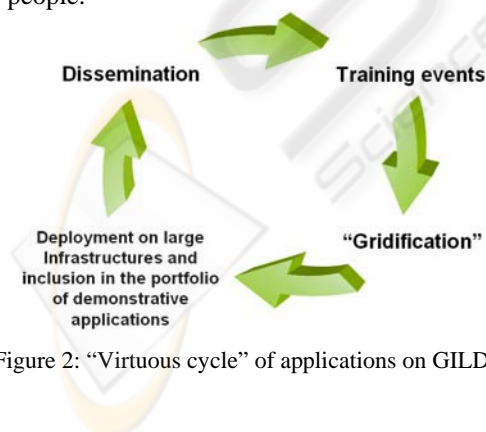 people.
Dissemination
Training events
"Gridification"
Deployment on large
Infrastructures and
inclusion in the portfolio
of demonstrative
applications
Figure 2: “Virtuous cycle” of applications on GILD